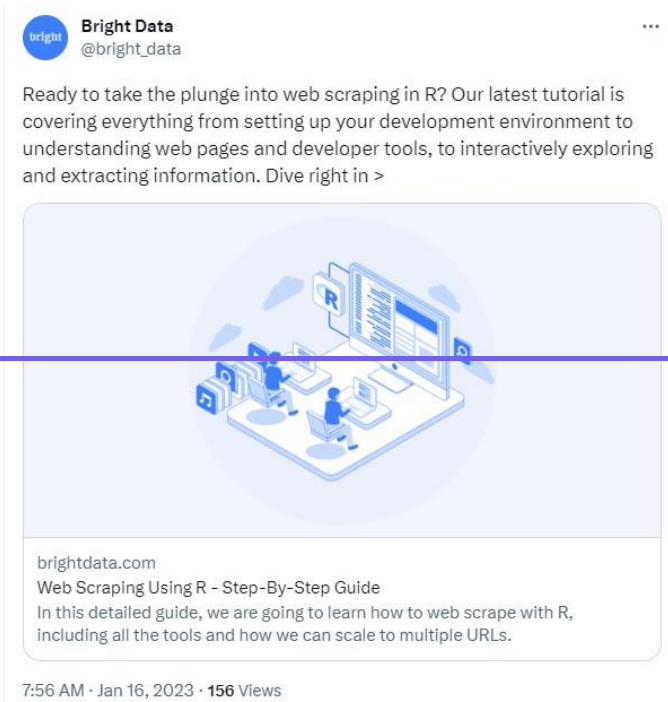 bright
Bright Data
@bright_data
Ready to take the plunge into web scraping in R? Our latest tutorial is
covering everything from setting up your development environment to
understanding web pages and developer tools, to interactively exploring
and extracting information. Dive right in >
R
brightdata.com
Web Scraping Using R - Step-By-Step Guide
In this detailed guide, we are going to learn how to web scrape with R,
including all the tools and how we can scale to multiple URLs.
7:56 AM · Jan 16, 2023 · 156 Views